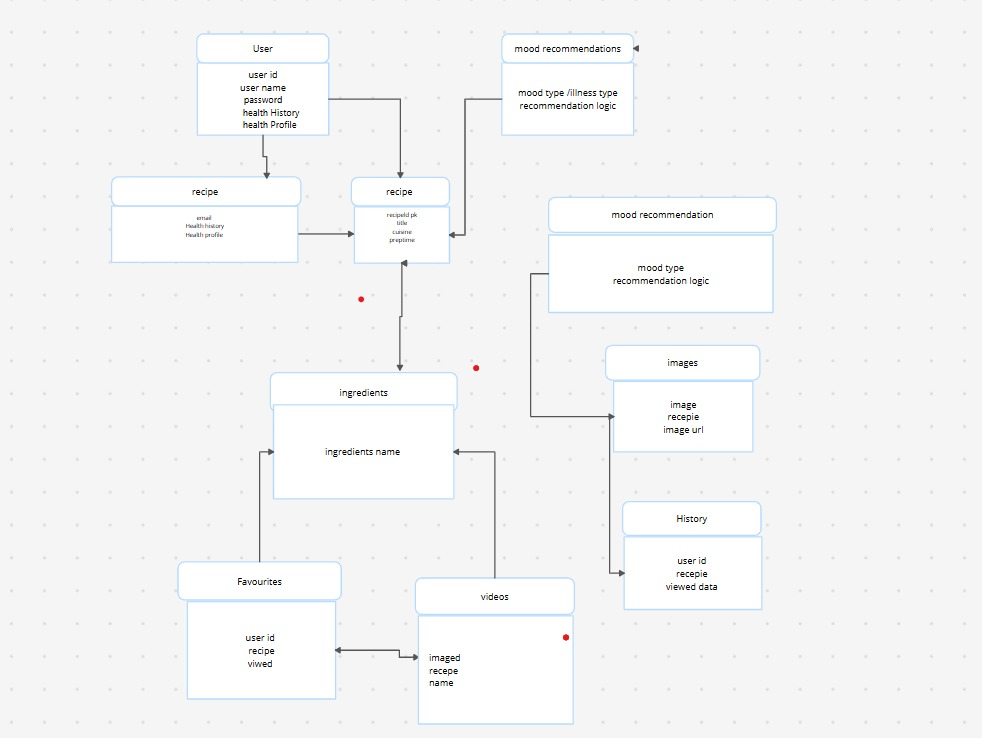 User
user id
user name
password
health History
health Profile
mood recommendations
mood type /illness type
recommendation logic
recipe
email
Health history
Health profile
recipe
recipeId pk
title
cuisine
preptime
mood recommendation
mood type
recommendation logic
images
image
recepie
image url
ingredients
ingredients name
History
user id
recepie
viewed data
Favourites
user id
recipe
viwed
videos
imaged
recepe
name